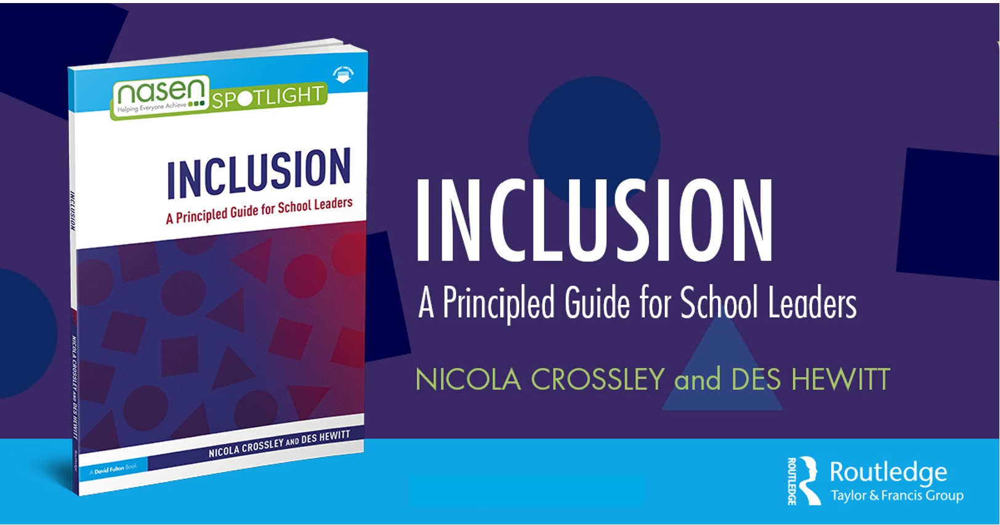 nasen
Helping Everyone Achieve
SPOTLIGHT
INCLUSION
A Principled Guide for School Leaders
NICOLA CROSSLEY AND DES HEWITT
A David Fulton Book
INCLUSION
NICOLA CROSSLEY AND DES HEWITT
Routledge
INCLUSION
A Principled Guide for School Leaders
NICOLA CROSSLEY and DES HEWITT
ROUTLEDGE
Routledge
Taylor & Francis Group